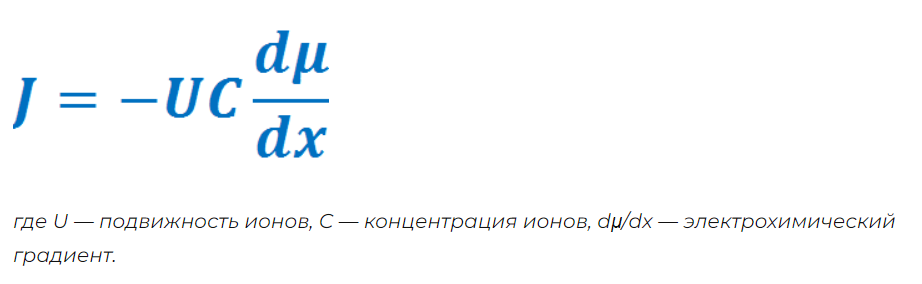 J = −UC dμ/dx
где U — подвижность ионов, C — концентрация ионов, dμ/dx — электрохимический
градиент.